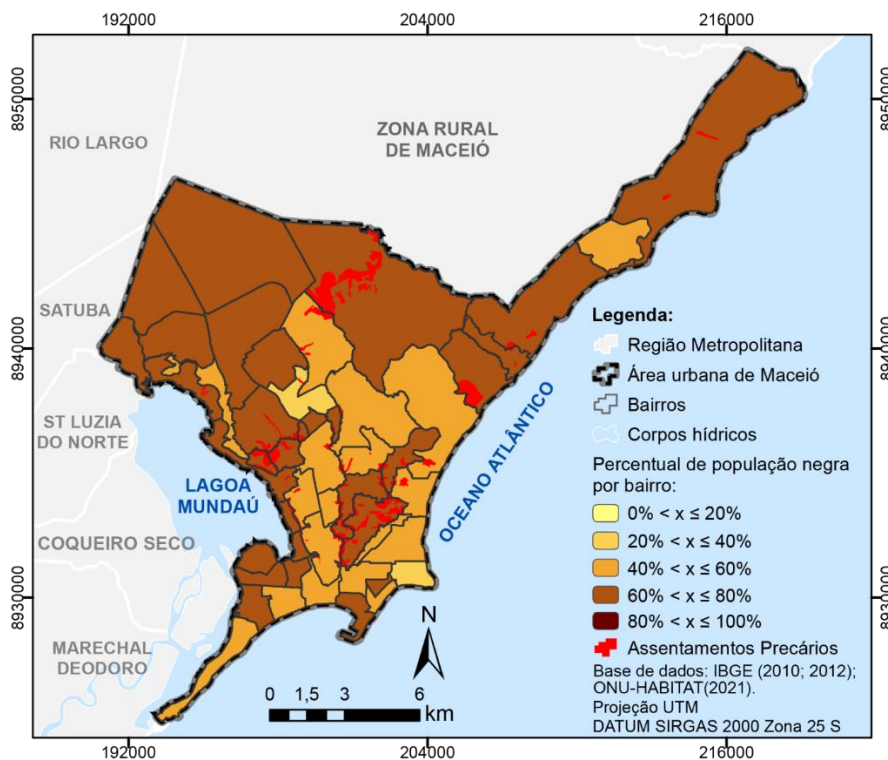 192000
204000
216000
8950000
8950000
ZONA RURAL
DE MACEIÓ
RIO LARGO
SATUBA
8940000
8940000
ST LUZIA
DO NORTE
LAGOA
MUNDAÚ
OCEANO ATLÂNTICO
COQUEIRO SECO
8930000
8930000
MARECHAL
DEODORO
Legenda:
Região Metropolitana
Área urbana de Maceió
Bairros
Corpos hídricos
Percentual de população negra
por bairro:
0% < x ≤ 20%
20% < x ≤ 40%
40% < x ≤ 60%
60% < x ≤ 80%
80% < x ≤ 100%
Assentamentos Precários
Base de dados: IBGE (2010; 2012);
ONU-HABITAT(2021).
Projeção UTM
DATUM SIRGAS 2000 Zona 25 S
N
0 1,5 3 6
km
192000
204000
216000